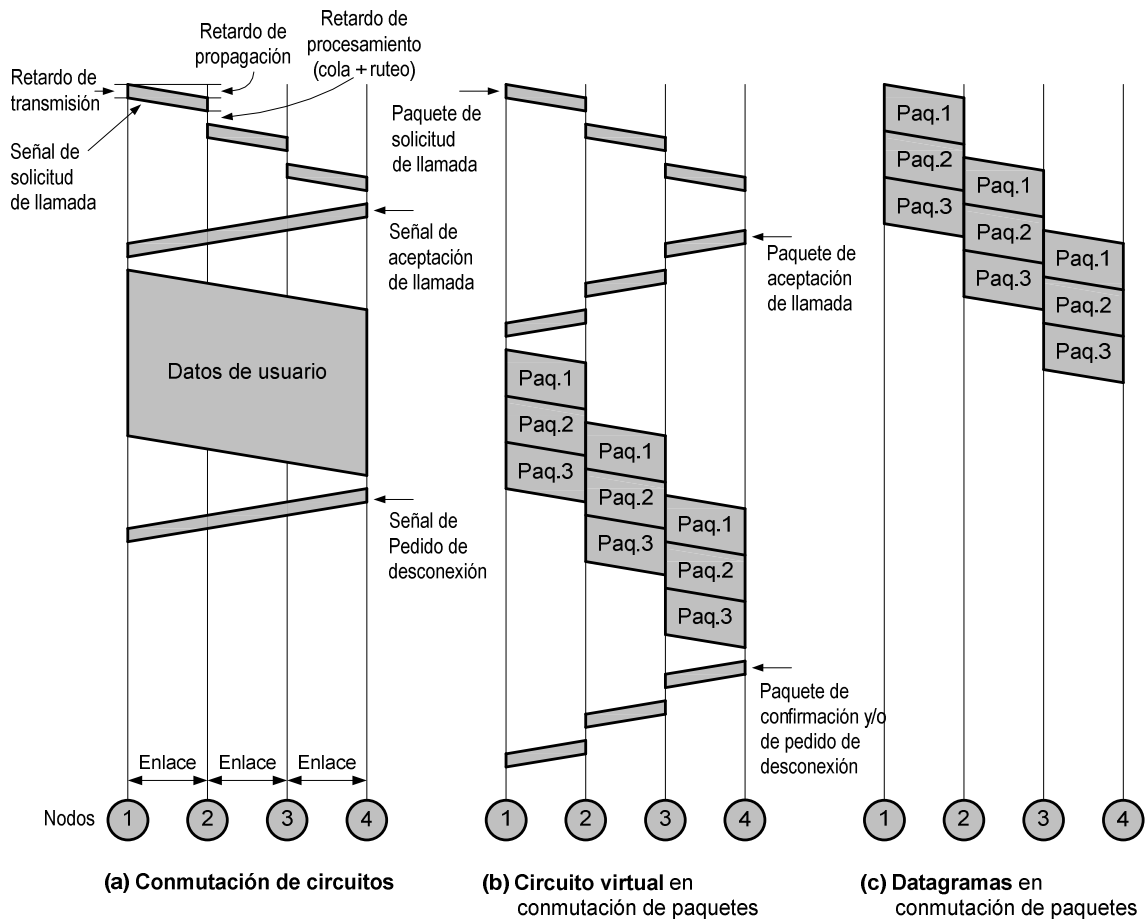 Retardo de
transmisión
Retardo de
propagación
Retardo de
procesamiento
(cola + ruteo)
Señal de
solicitud
de llamada
Señal de
aceptación
de llamada
Datos de usuario
Señal de
Pedido de
desconexión
Enlace
Enlace
Enlace
Nodos
1
2
3
4
(a) Conmutación de circuitos
Paquete de
solicitud
de llamada
Paquete de
aceptación
de llamada
Paq.1
Paq.2
Paq.3
Paq.1
Paq.2
Paq.3
Paq.1
Paq.2
Paq.3
Paquete de
confirmación y/o
de pedido de
desconexión
1
2
3
4
(b) Circuito virtual en
conmutación de paquetes
Paq.1
Paq.2
Paq.3
Paq.1
Paq.2
Paq.3
Paq.1
Paq.2
Paq.3
1
2
3
4
(c) Datagramas en
conmutación de paquetes